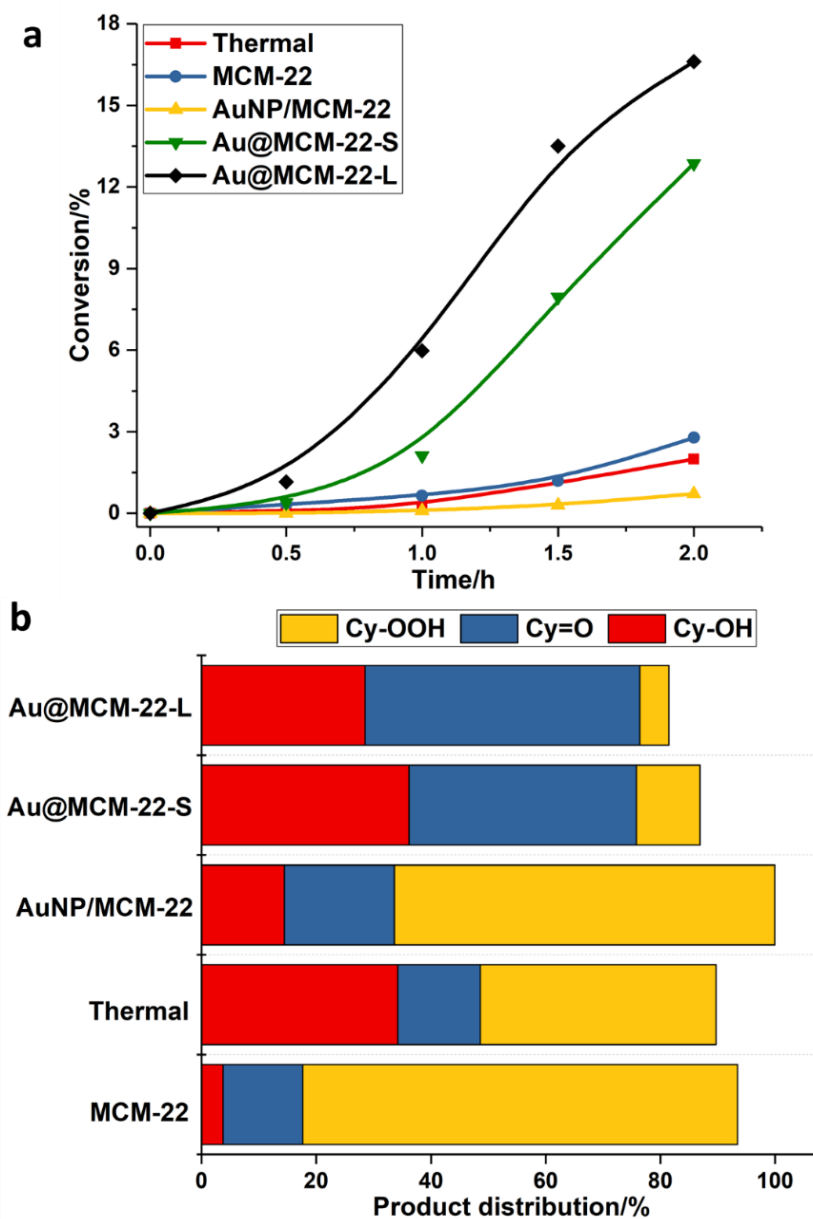 a
18
15
12
9
6
3
0
Conversion/%
Thermal
MCM-22
AuNP/MCM-22
Au@MCM-22-S
Au@MCM-22-L
0.0 0.5 1.0 1.5 2.0
Time/h
b
Cy-OOH Cy=O Cy-OH
Au@MCM-22-L
Au@MCM-22-S
AuNP/MCM-22
Thermal
MCM-22
0 20 40 60 80 100
Product distribution/%